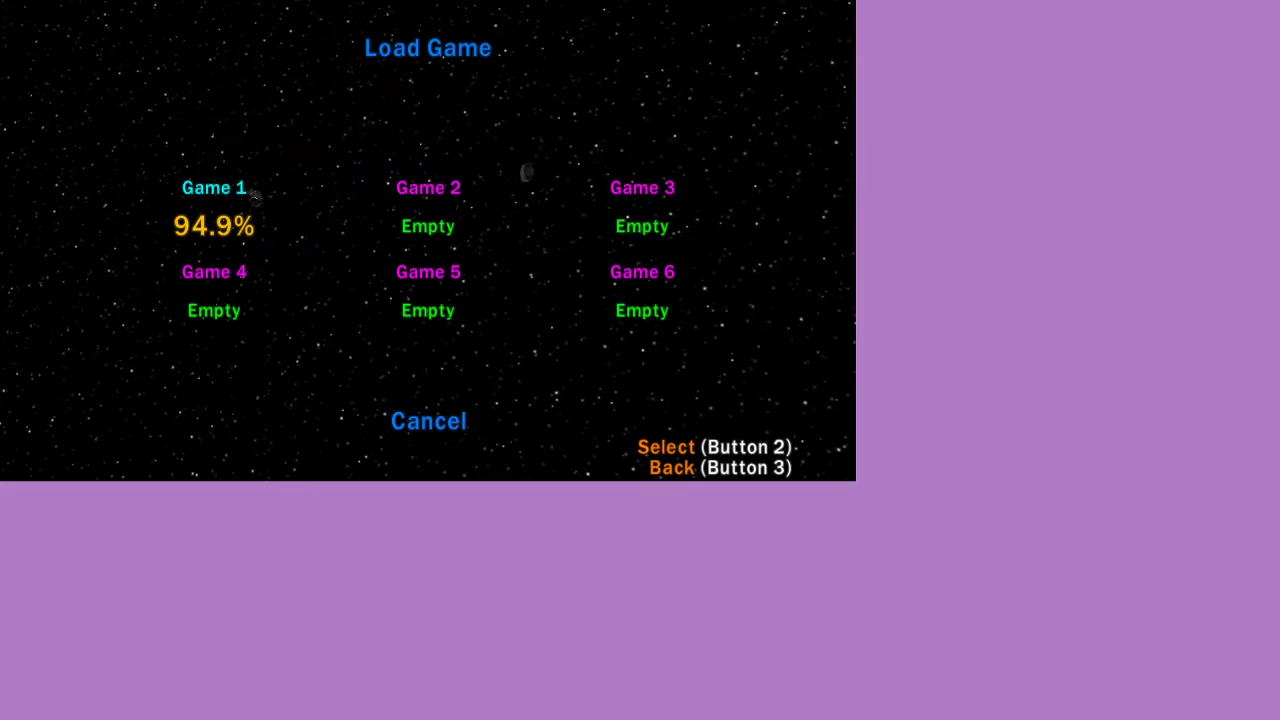 Load Game
Game 1 Game 2 Game 3
94.9% Empty Empty
Game 4 Game 5 Game 6
Empty Empty Empty
Cancel
Select (Button 2)
Back (Button 3)